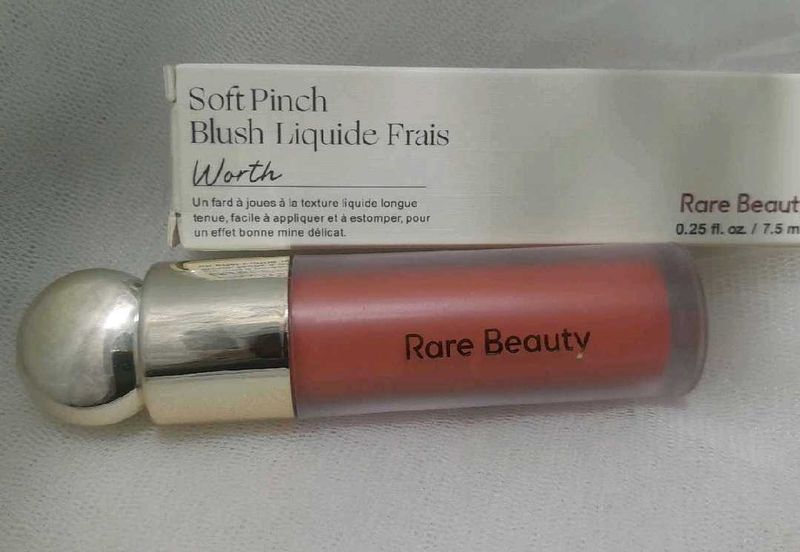 Soft Pinch
Blush Liquide Frais
Worth
Un fard à joues à la texture liquide longue
tenue, facile à appliquer et à estomper, pour
un effet bonne mine délicat.
Rare Beaut
0.25 fl. oz. / 7.5 m
Rare Beauty